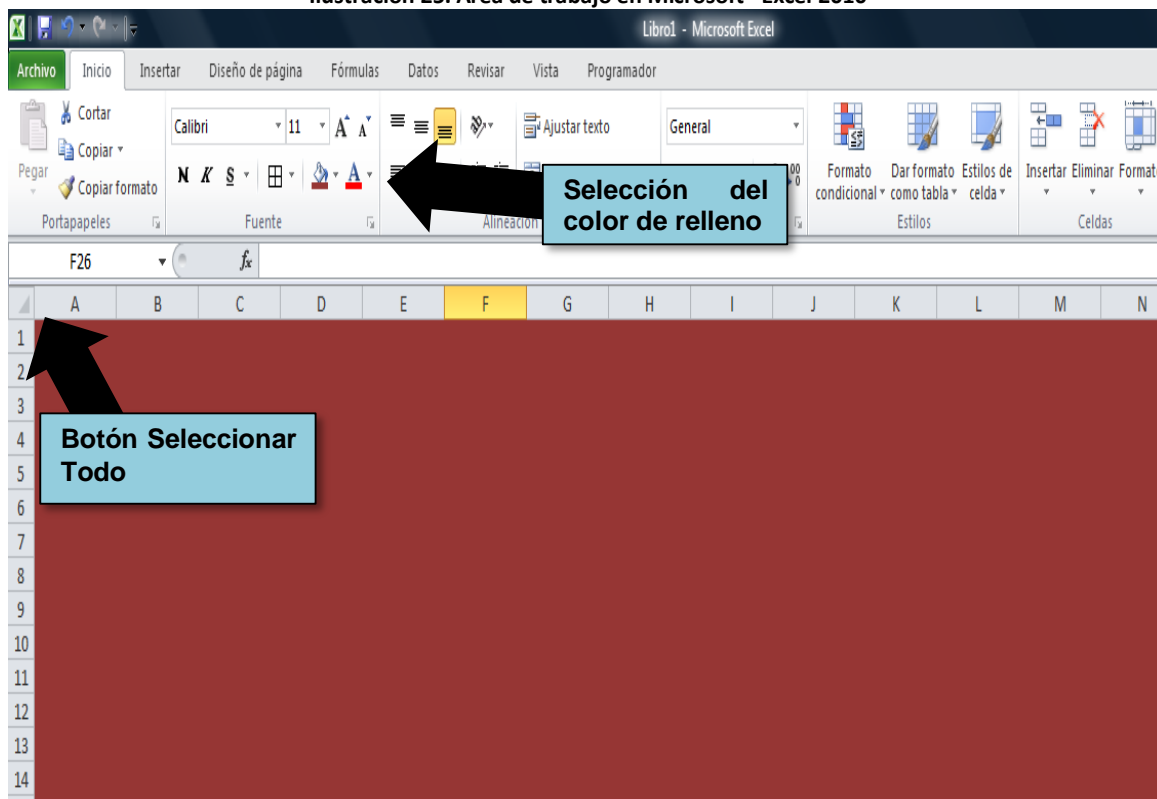 Libro1 - Microsoft Excel
Archivo Inicio Insertar Diseño de página Fórmulas Datos Revisar Vista Programador
Cortar
Copiar
Copiar formato
Pegar
Portapapeles
Calibri 11 A A
N K S A
Fuente
Ajustar texto
Alineación
General
00
0
Formato condicional
Dar formato como tabla
Estilos de celda
Estilos
Insertar Eliminar
Celdas
Selección del
color de relleno
F26 fx
A B C D E F G H I J K L M N
1
2
3
4
5
6
7
8
9
10
11
12
13
14
Botón Seleccionar
Todo